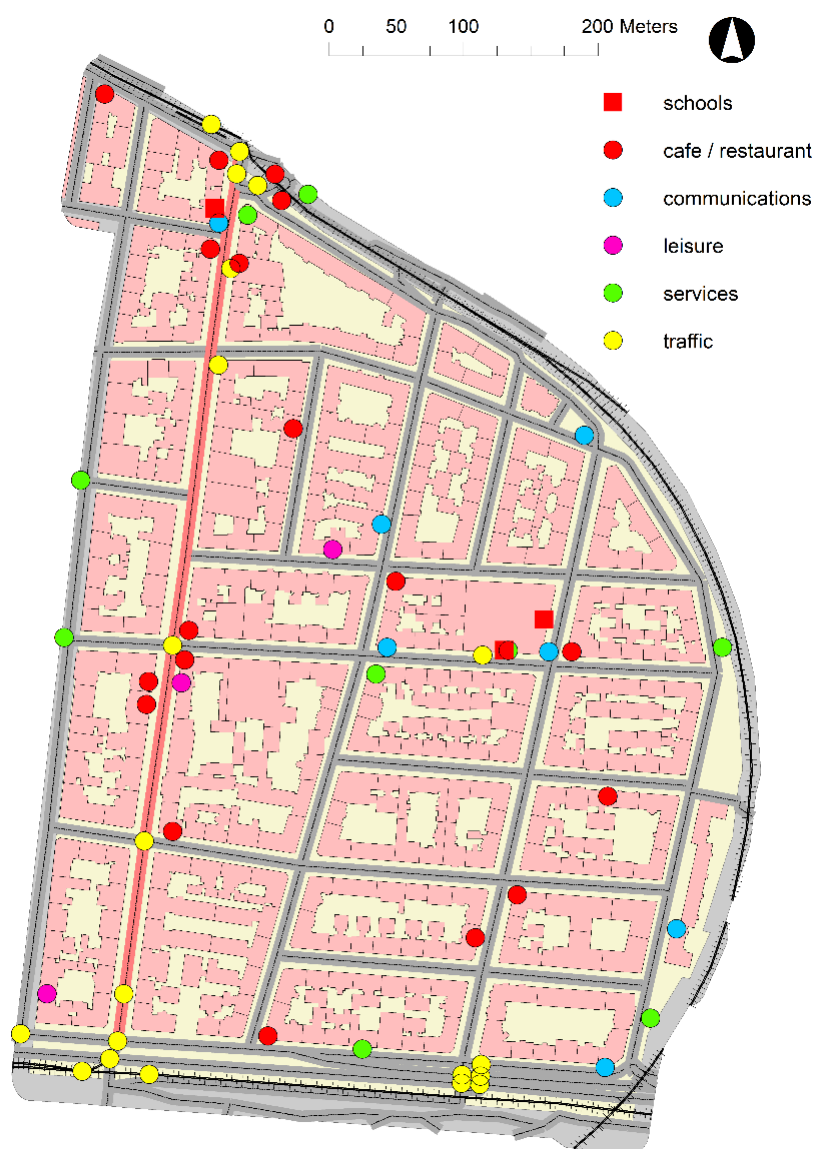 0 50 100 200 Meters
schools
cafe / restaurant
communications
leisure
services
traffic